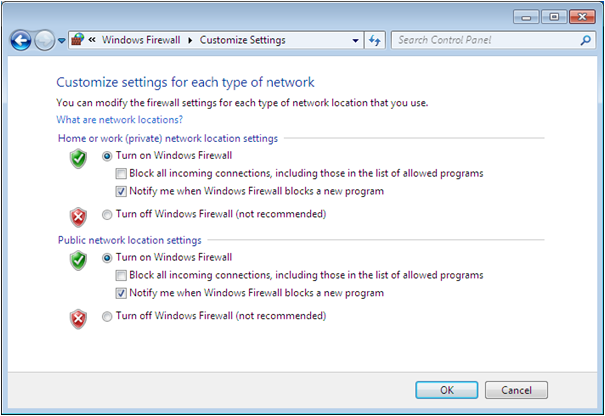 « Windows Firewall ▸ Customize Settings
Search Control Panel
Customize settings for each type of network
You can modify the firewall settings for each type of network location that you use.
What are network locations?
Home or work (private) network location settings
Turn on Windows Firewall
Block all incoming connections, including those in the list of allowed programs
Notify me when Windows Firewall blocks a new program
Turn off Windows Firewall (not recommended)
Public network location settings
Turn on Windows Firewall
Block all incoming connections, including those in the list of allowed programs
Notify me when Windows Firewall blocks a new program
Turn off Windows Firewall (not recommended)
OK
Cancel